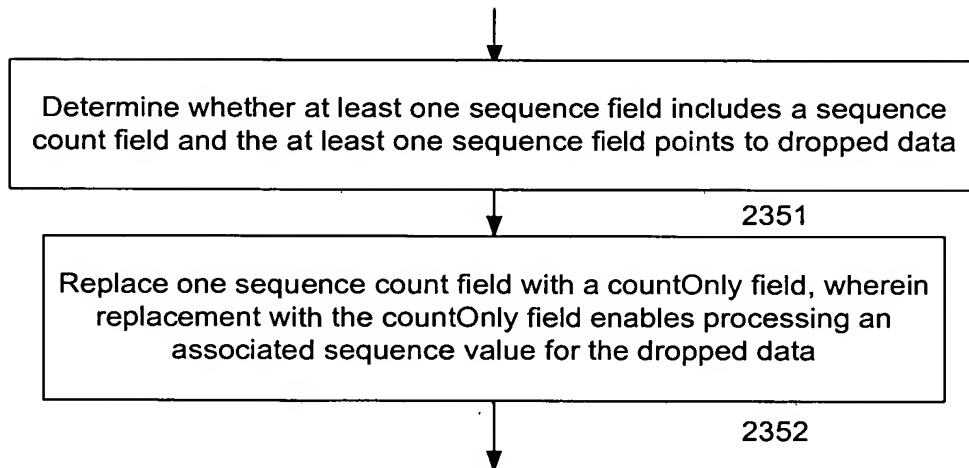 Determine whether at least one sequence field includes a sequence
count field and the at least one sequence field points to dropped data
2351
Replace one sequence count field with a countOnly field, wherein
replacement with the countOnly field enables processing an
associated sequence value for the dropped data
2352